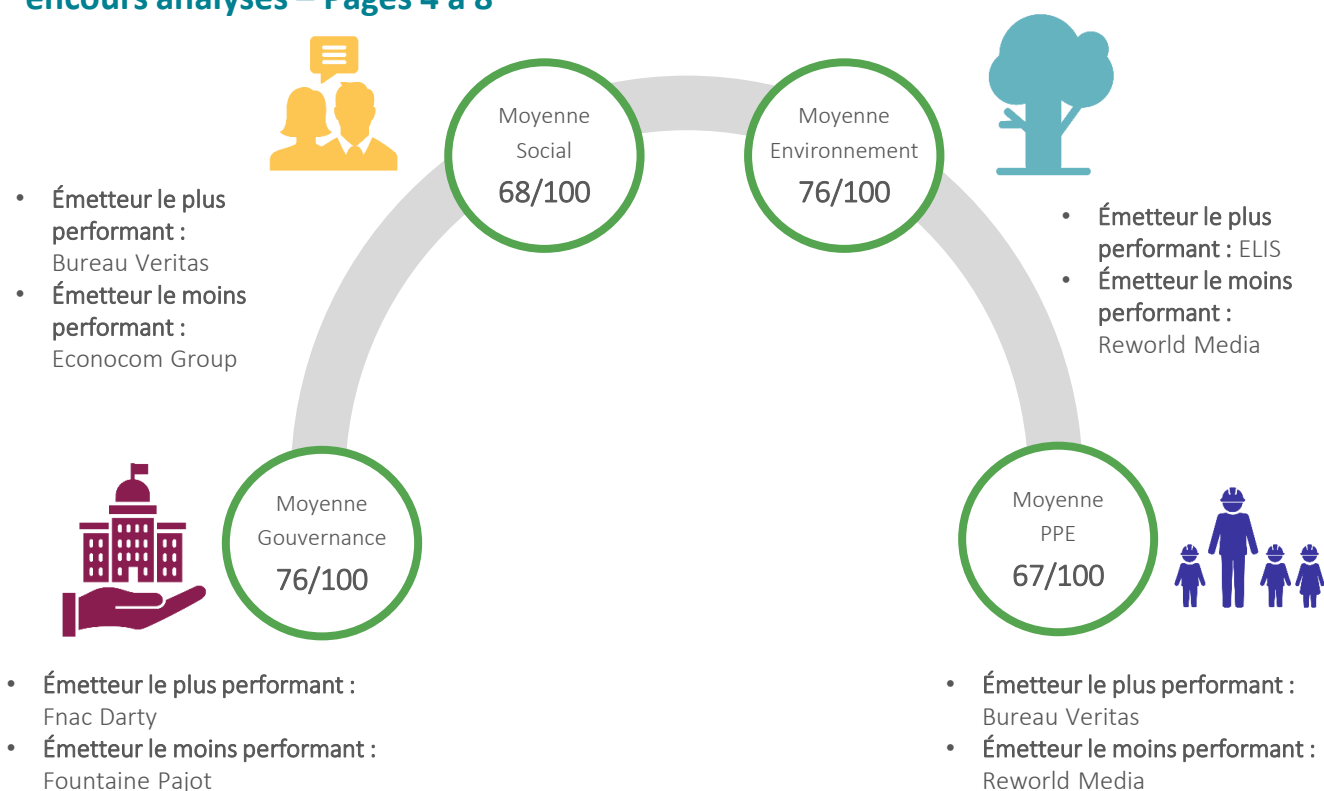 encours analysés – Pages 4 à 8
Moyenne
Social
68/100
Moyenne
Environnement
76/100
• Émetteur le plus
performant :
Bureau Veritas
• Émetteur le moins
performant :
Econocom Group
• Émetteur le plus
performant : ELIS
• Émetteur le moins
performant :
Reworld Media
Moyenne
Gouvernance
76/100
Moyenne
PPE
67/100
• Émetteur le plus performant :
Fnac Darty
• Émetteur le moins performant :
Fountaine Pajot
• Émetteur le plus performant :
Bureau Veritas
• Émetteur le moins performant :
Reworld Media